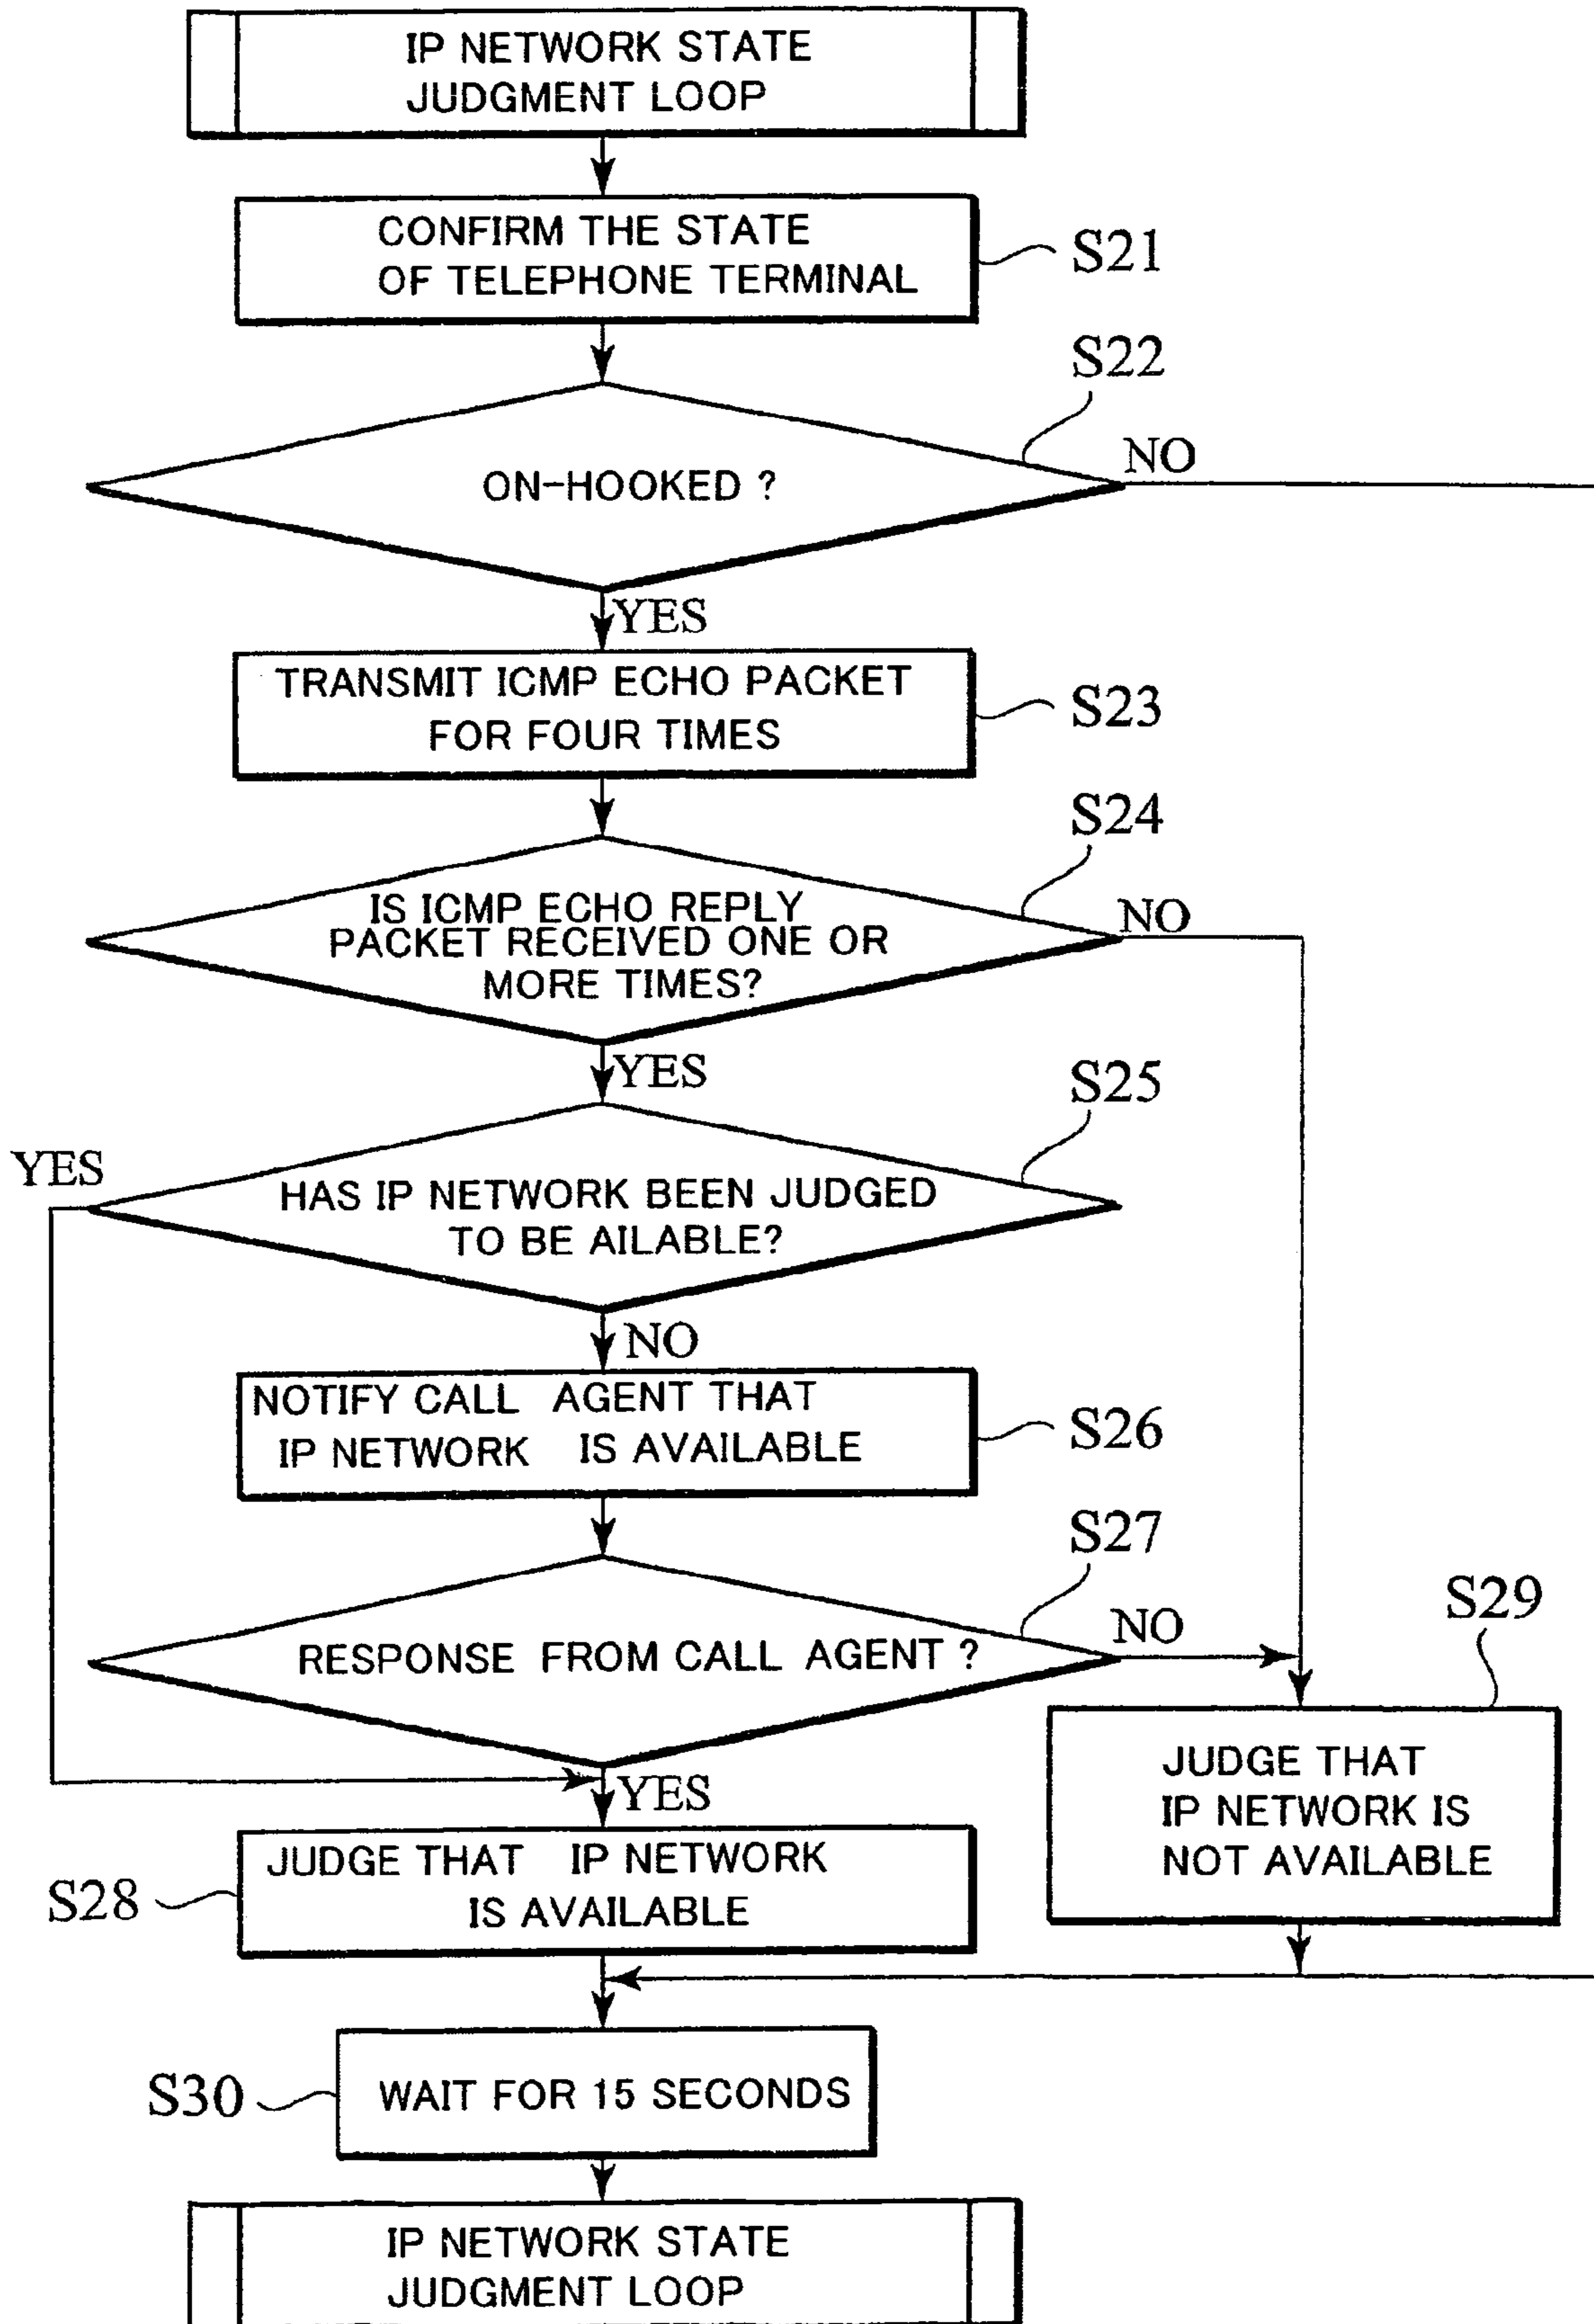 IP NETWORK STATE
JUDGMENT LOOP
CONFIRM THE STATE
OF TELEPHONE TERMINAL
S21
S22
ON-HOOKED ?
NO
YES
TRANSMIT ICMP ECHO PACKET
FOR FOUR TIMES
S23
S24
IS ICMP ECHO REPLY
PACKET RECEIVED ONE OR
MORE TIMES?
NO
YES
S25
YES
HAS IP NETWORK BEEN JUDGED
TO BE AILABLE?
NO
NOTIFY CALL AGENT THAT
IP NETWORK IS AVAILABLE
S26
S27
RESPONSE FROM CALL AGENT ?
NO
S29
YES
JUDGE THAT
IP NETWORK IS
NOT AVAILABLE
JUDGE THAT IP NETWORK
IS AVAILABLE
S28
S30
WAIT FOR 15 SECONDS
IP NETWORK STATE
JUDGMENT LOOP